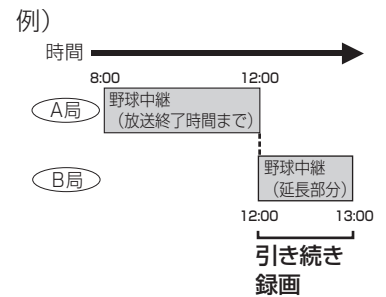 例）
時間
8:00 12:00
A局
野球中継
（放送終了時間まで）
B局
野球中継
（延長部分）
12:00 13:00
引き続き
録画